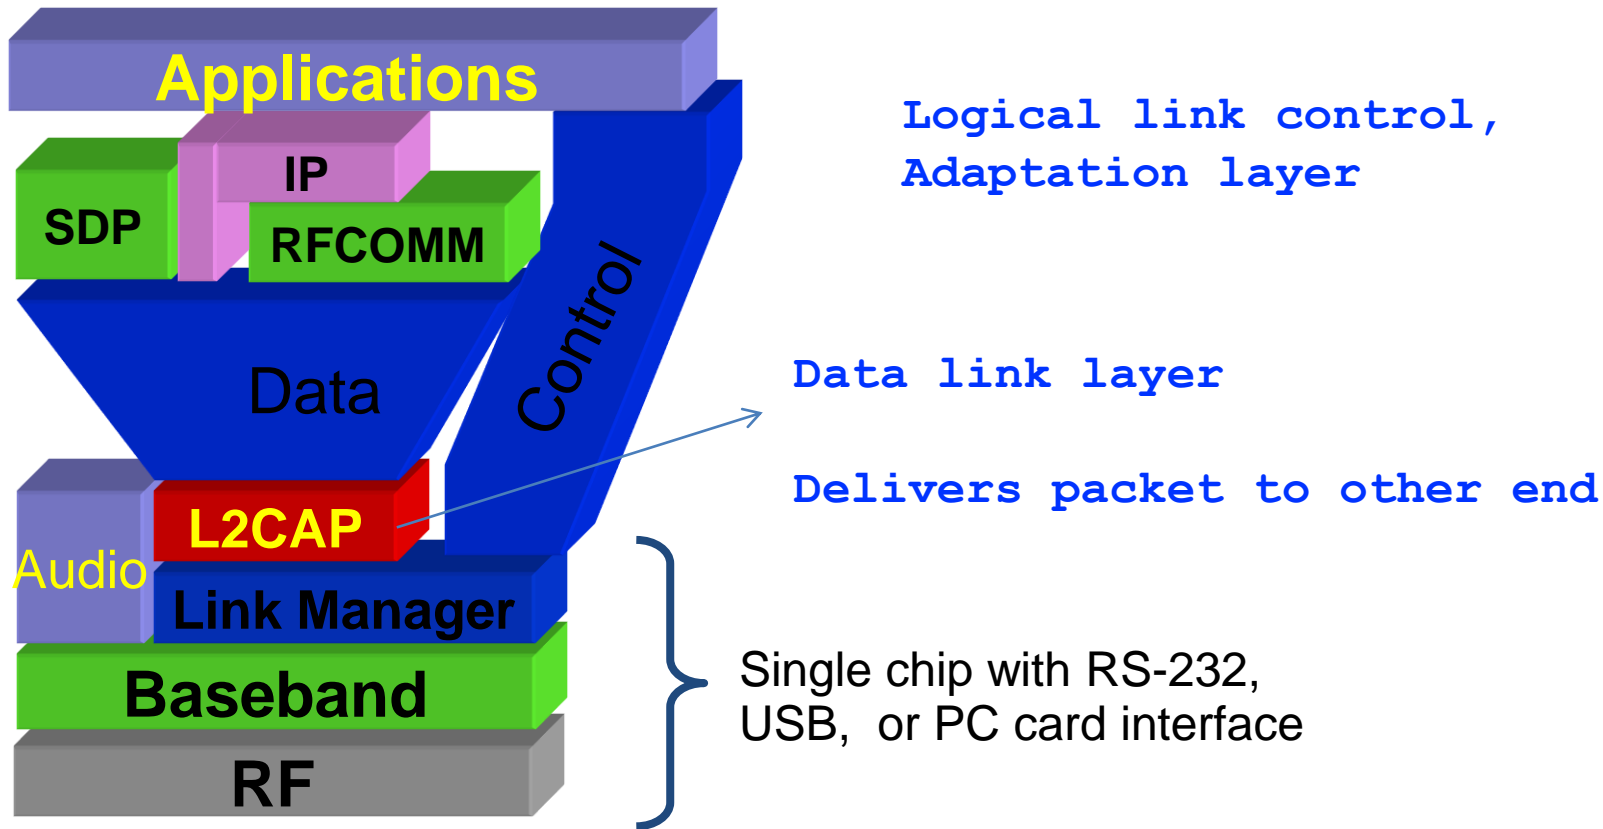 Applications
Logical link control,
Adaptation layer
IP
SDP
RFCOMM
Control
Data
Data link layer
Delivers packet to other end
L2CAP
Audio
Link Manager
Single chip with RS-232,
USB, or PC card interface
Baseband
RF